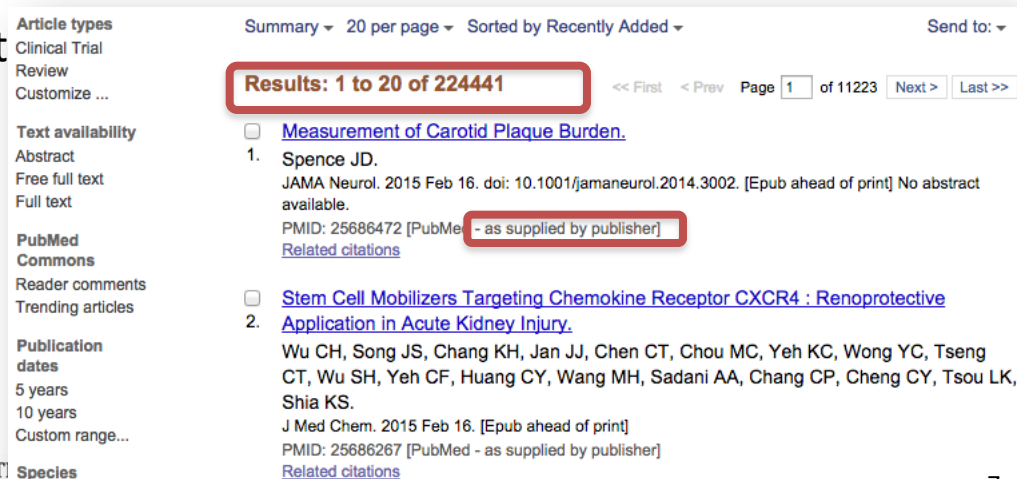 Article types
Clinical Trial
Review
Customize ...
Text availability
Abstract
Free full text
Full text
PubMed
Commons
Reader comments
Trending articles
Publication
dates
5 years
10 years
Custom range...
Species
Summary 20 per page Sorted by Recently Added Send to:
Results: 1 to 20 of 224441 << First < Prev Page 1 of 11223 Next > Last >>
Measurement of Carotid Plaque Burden.
1. Spence JD.
JAMA Neurol. 2015 Feb 16. doi: 10.1001/jamaneurol.2014.3002. [Epub ahead of print] No abstract
available.
PMID: 25686472 [PubMed - as supplied by publisher]
Related citations
Stem Cell Mobilizers Targeting Chemokine Receptor CXCR4 : Renoprotective
2. Application in Acute Kidney Injury.
Wu CH, Song JS, Chang KH, Jan JJ, Chen CT, Chou MC, Yeh KC, Wong YC, Tseng
CT, Wu SH, Yeh CF, Huang CY, Wang MH, Sadani AA, Chang CP, Cheng CY, Tsou LK,
Shia KS.
J Med Chem. 2015 Feb 16. [Epub ahead of print]
PMID: 25686267 [PubMed - as supplied by publisher]
Related citations